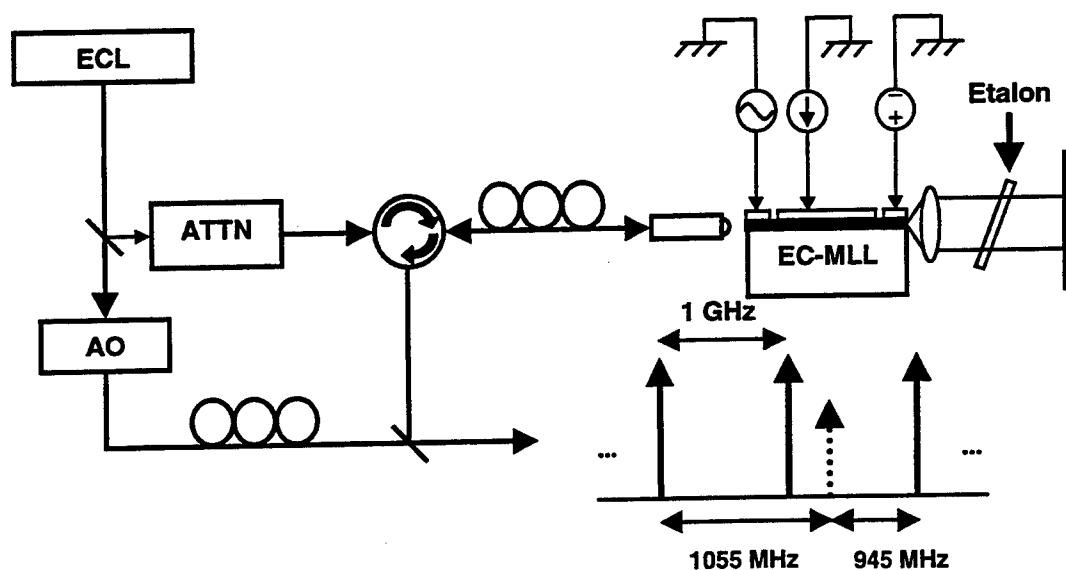 ECL
Etalon
ATTN
EC-MLL
AO
1 GHz
... ...
1055 MHz 945 MHz